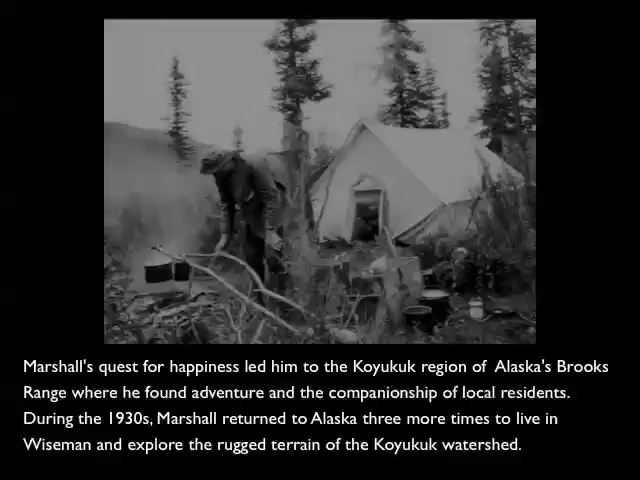 Marshall's quest for happiness led him to the Koyukuk region of Alaska's Brooks
Range where he found adventure and the companionship of local residents.
During the 1930s, Marshall returned to Alaska three more times to live in
Wiseman and explore the rugged terrain of the Koyukuk watershed.